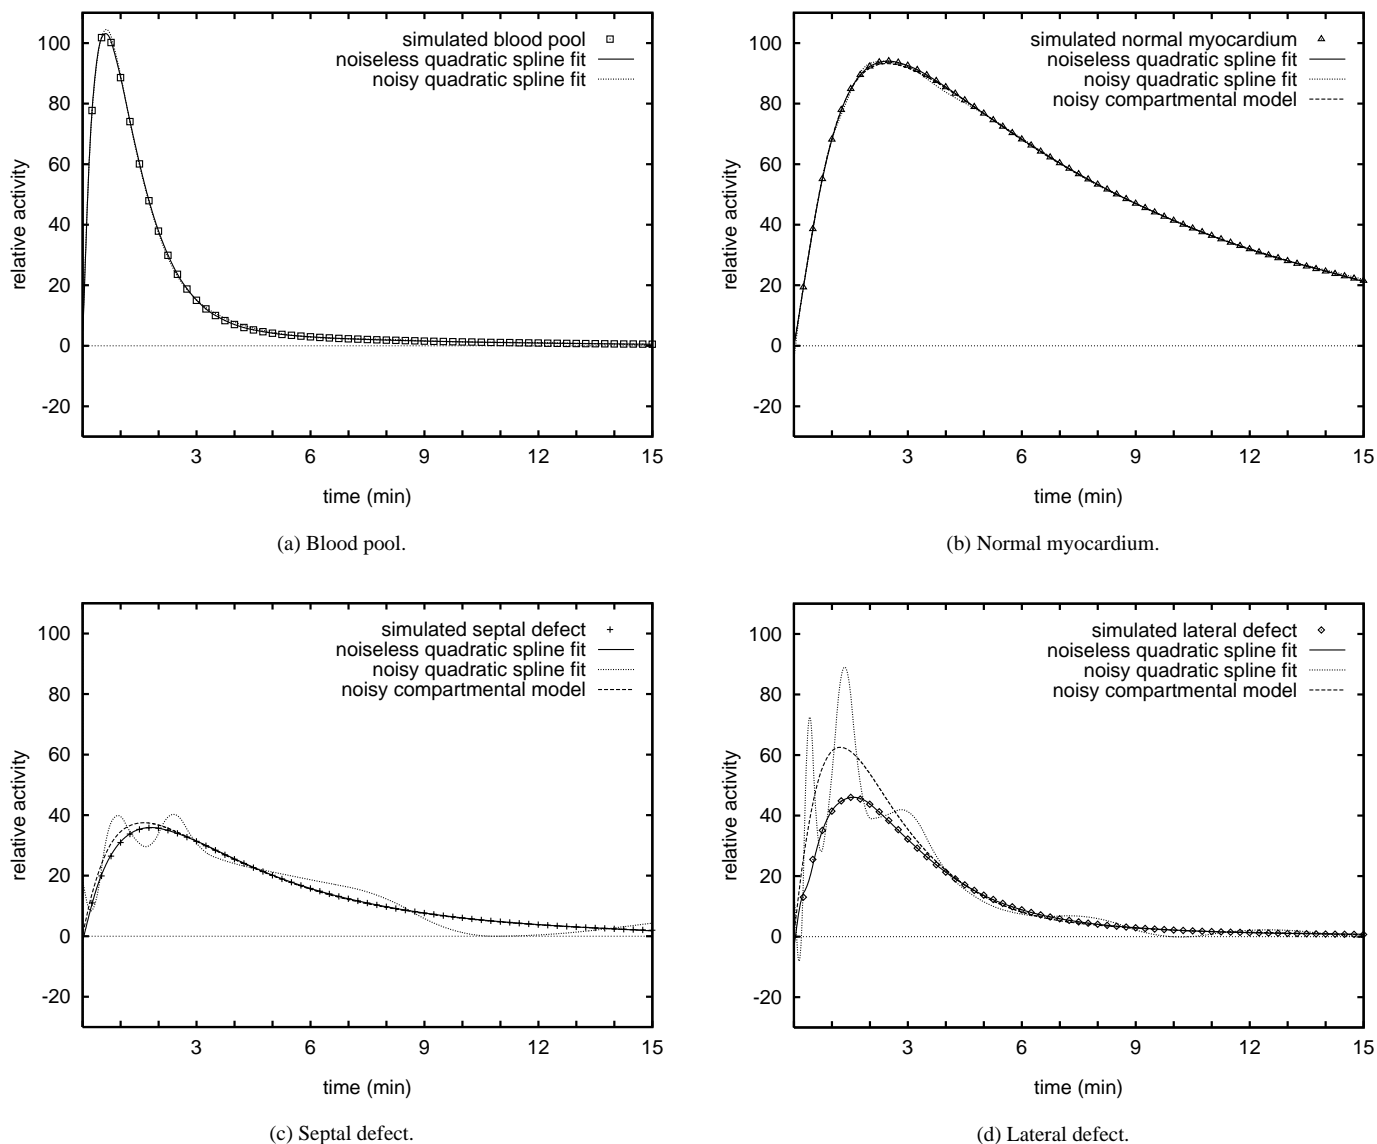 simulated blood pool
noiseless quadratic spline fit
noisy quadratic spline fit
100
80
60
40
20
0
-20
relative activity
3 6 9 12 15
time (min)
(a) Blood pool.
simulated normal myocardium
noiseless quadratic spline fit
noisy quadratic spline fit
noisy compartmental model
100
80
60
40
20
0
-20
relative activity
3 6 9 12 15
time (min)
(b) Normal myocardium.
simulated septal defect
noiseless quadratic spline fit
noisy quadratic spline fit
noisy compartmental model
100
80
60
40
20
0
-20
relative activity
3 6 9 12 15
time (min)
(c) Septal defect.
simulated lateral defect
noiseless quadratic spline fit
noisy quadratic spline fit
noisy compartmental model
100
80
60
40
20
0
-20
relative activity
3 6 9 12 15
time (min)
(d) Lateral defect.